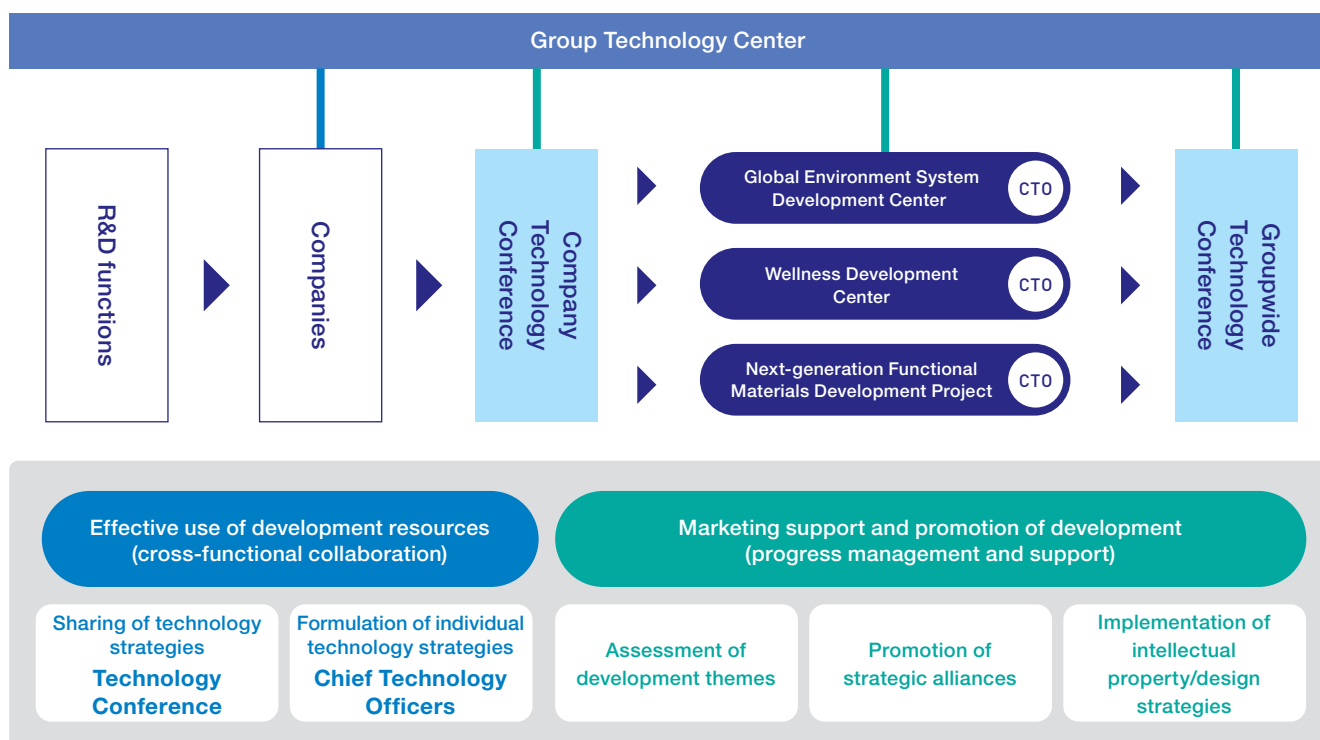 Group Technology Center
R&D functions
Companies
Company
Technology
Conference
Global Environment System
Development Center
CTO
Wellness Development
Center
CTO
Next-generation Functional
Materials Development Project
CTO
Groupwide
Technology
Conference
Effective use of development resources
(cross-functional collaboration)
Marketing support and promotion of development
(progress management and support)
Sharing of technology
strategies
Technology
Conference
Formulation of individual
technology strategies
Chief Technology
Officers
Assessment of
development themes
Promotion of
strategic alliances
Implementation of
intellectual
property/design
strategies